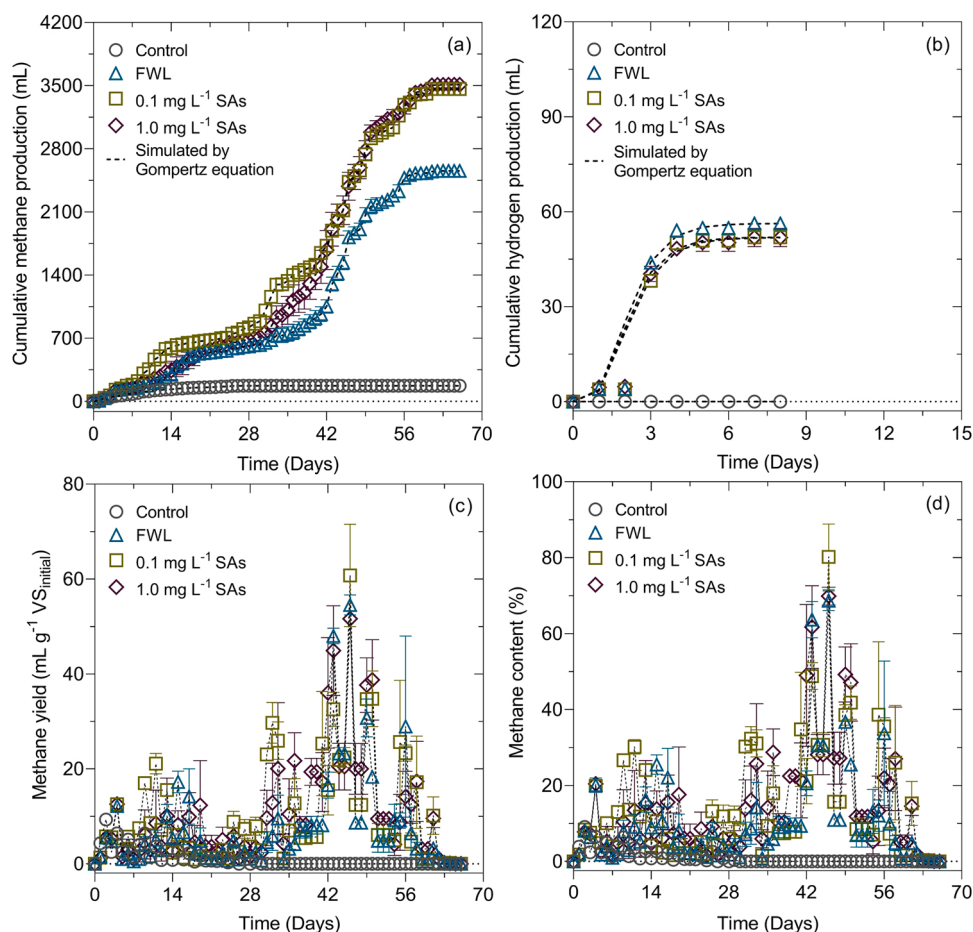 (a)
Cumulative methane production (mL)
4200
3500
2800
2100
1400
700
0
Control
FWL
0.1 mg L⁻¹ SAs
1.0 mg L⁻¹ SAs
Simulated by
Gompertz equation
0 14 28 42 56 70
Time (Days)
(b)
Cumulative hydrogen production (mL)
120
90
60
30
0
Control
FWL
0.1 mg L⁻¹ SAs
1.0 mg L⁻¹ SAs
Simulated by
Gompertz equation
0 3 6 9 12 15
Time (Days)
(c)
Methane yield (mL g⁻¹ VSinitial)
80
60
40
20
0
Control
FWL
0.1 mg L⁻¹ SAs
1.0 mg L⁻¹ SAs
0 14 28 42 56 70
Time (Days)
(d)
Methane content (%)
100
80
60
40
20
0
Control
FWL
0.1 mg L⁻¹ SAs
1.0 mg L⁻¹ SAs
0 14 28 42 56 70
Time (Days)